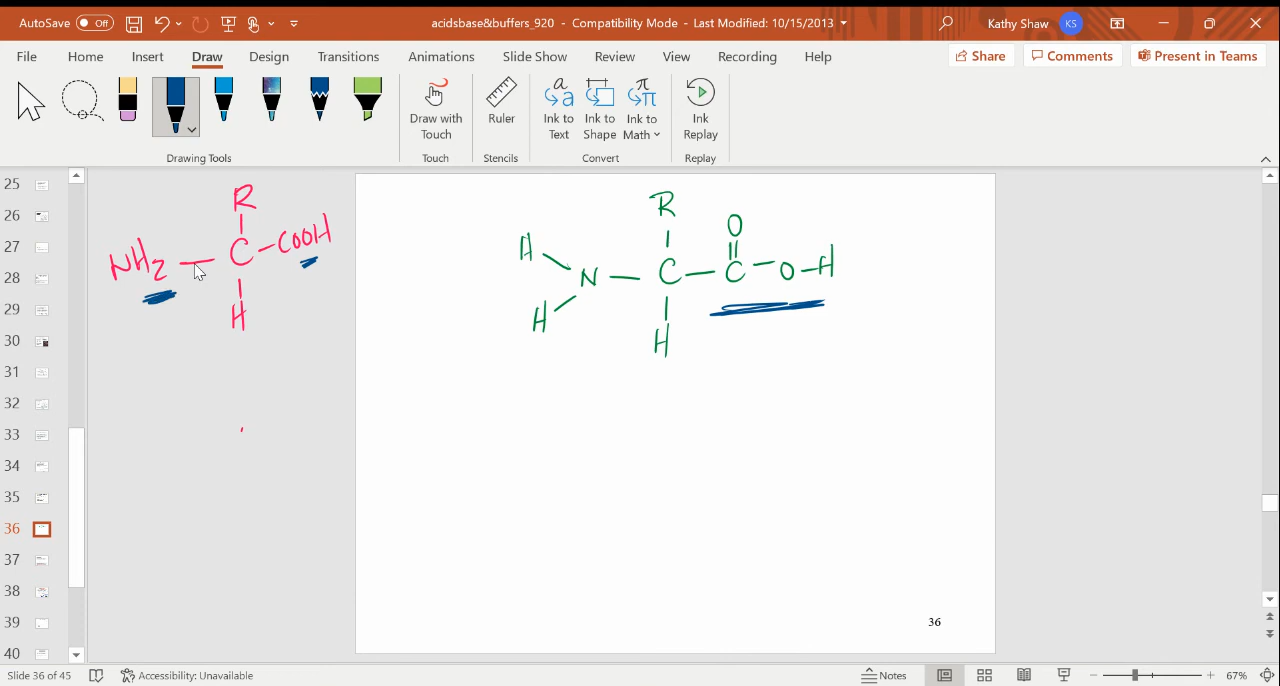 AutoSave Off acidsbase&buffers_920 - Compatibility Mode - Last Modified: 10/15/2013 Kathy Shaw KS
File Home Insert Draw Design Transitions Animations Slide Show Review View Recording Help Share Comments Present in Teams
Draw with Touch
Ruler
Ink to Text
Ink to Shape
Ink to Math
Ink Replay
Drawing Tools Touch Stencils Convert Replay
25
26
27
28
29
30
31
32
33
34
35
36
37
38
39
40
R
NH2 — C — COOH
H
R O
H
N — C — C — O — H
H
H
36
Slide 36 of 45 Accessibility: Unavailable Notes 67%